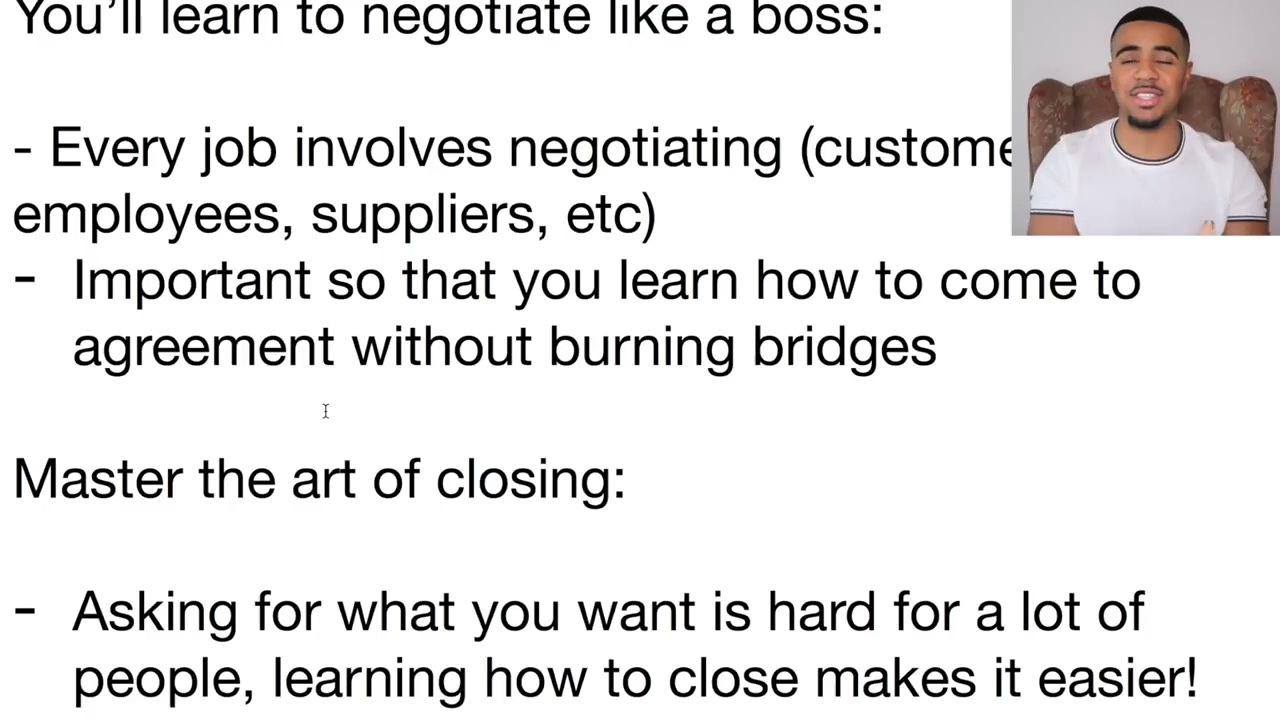 You'll learn to negotiate like a boss:
- Every job involves negotiating (custome
employees, suppliers, etc)
- Important so that you learn how to come to
agreement without burning bridges
Master the art of closing:
- Asking for what you want is hard for a lot of
people, learning how to close makes it easier!